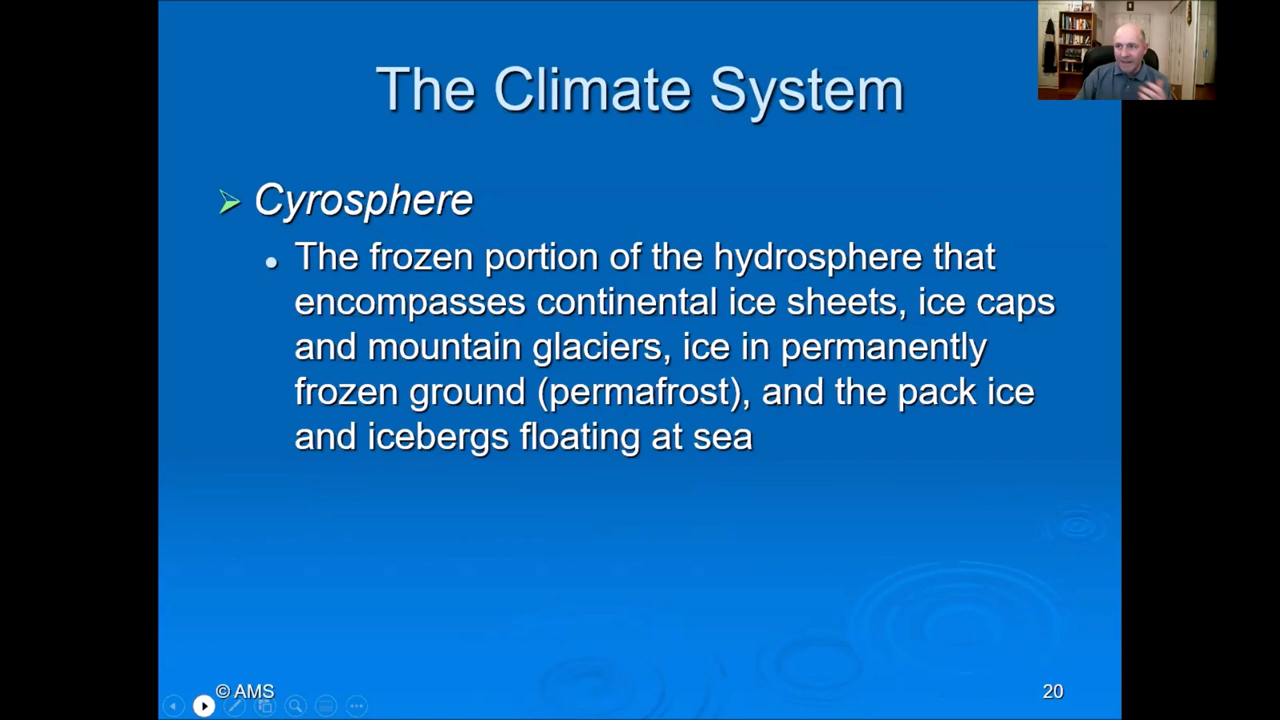 The Climate System
Cyrosphere
The frozen portion of the hydrosphere that
encompasses continental ice sheets, ice caps
and mountain glaciers, ice in permanently
frozen ground (permafrost), and the pack ice
and icebergs floating at sea
© AMS
20